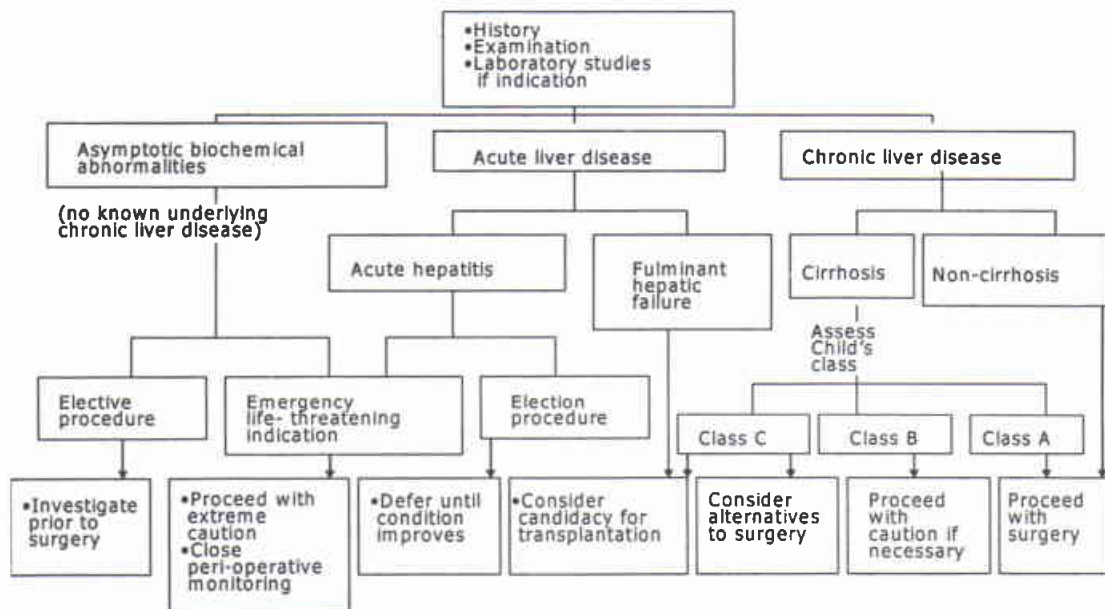 •History
•Examination
•Laboratory studies
if indication
Asymptotic biochemical
abnormalities
Acute liver disease
Chronic liver disease
(no known underlying
chronic liver disease)
Acute hepatitis
Fulminant
hepatic
failure
Cirrhosis
Non-cirrhosis
Assess
Child's
class
Elective
procedure
Emergency
life- threatening
indication
Election
procedure
Class C
Class B
Class A
•Investigate
prior to
surgery
•Proceed with
extreme
caution
•Close
peri-operative
monitoring
•Defer until
condition
improves
•Consider
candidacy for
transplantation
Consider
alternatives
to surgery
Proceed
with
caution if
necessary
Proceed
with
surgery